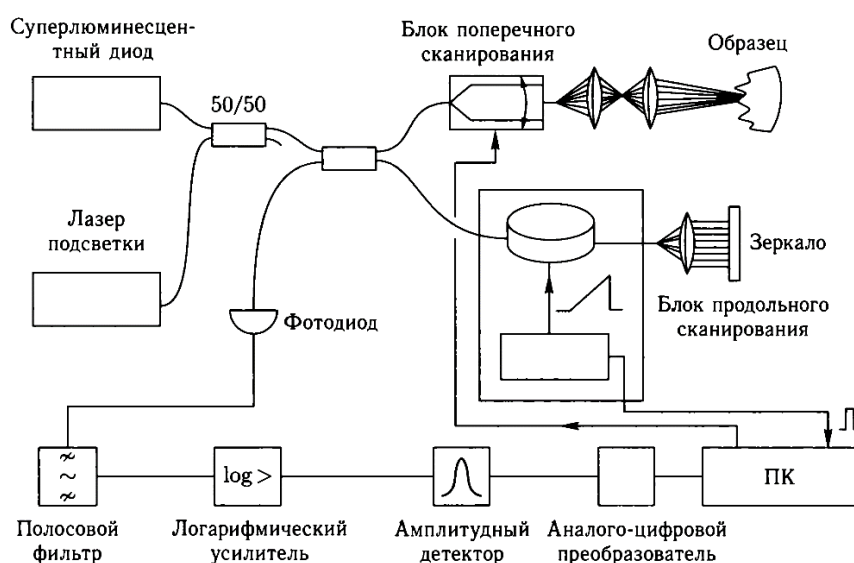 Суперлюминесцен-
тный диод
50/50
Блок поперечного
сканирования
Образец
Лазер
подсветки
Зеркало
Фотодиод
Блок продольного
сканирования
log >
ПК
Полосовой
фильтр
Логарифмический
усилитель
Амплитудный
детектор
Аналого-цифровой
преобразователь